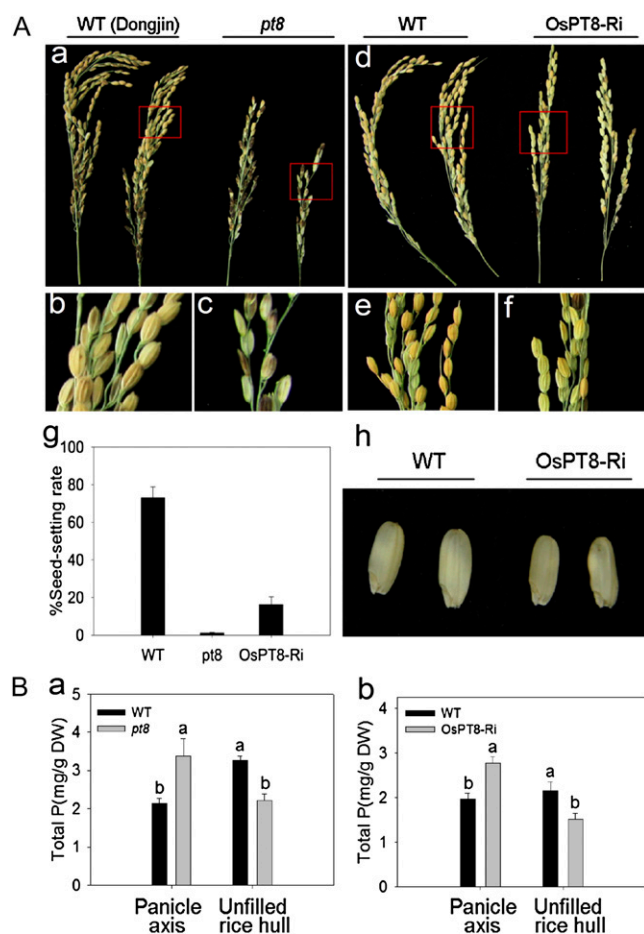 A
WT (Dongjin) pt8 WT OsPT8-Ri
a d
b c e f
g h
WT OsPT8-Ri
%Seed-setting rate
100
80
60
40
20
0
WT pt8 OsPT8-Ri
B a b
Total P(mg/g DW)
5
4
3
2
1
0
WT
pt8
b a a b
Panicle axis
Unfilled rice hull
Total P(mg/g DW)
4
3
2
1
0
WT
OsPT8-Ri
b a a b
Panicle axis
Unfilled rice hull